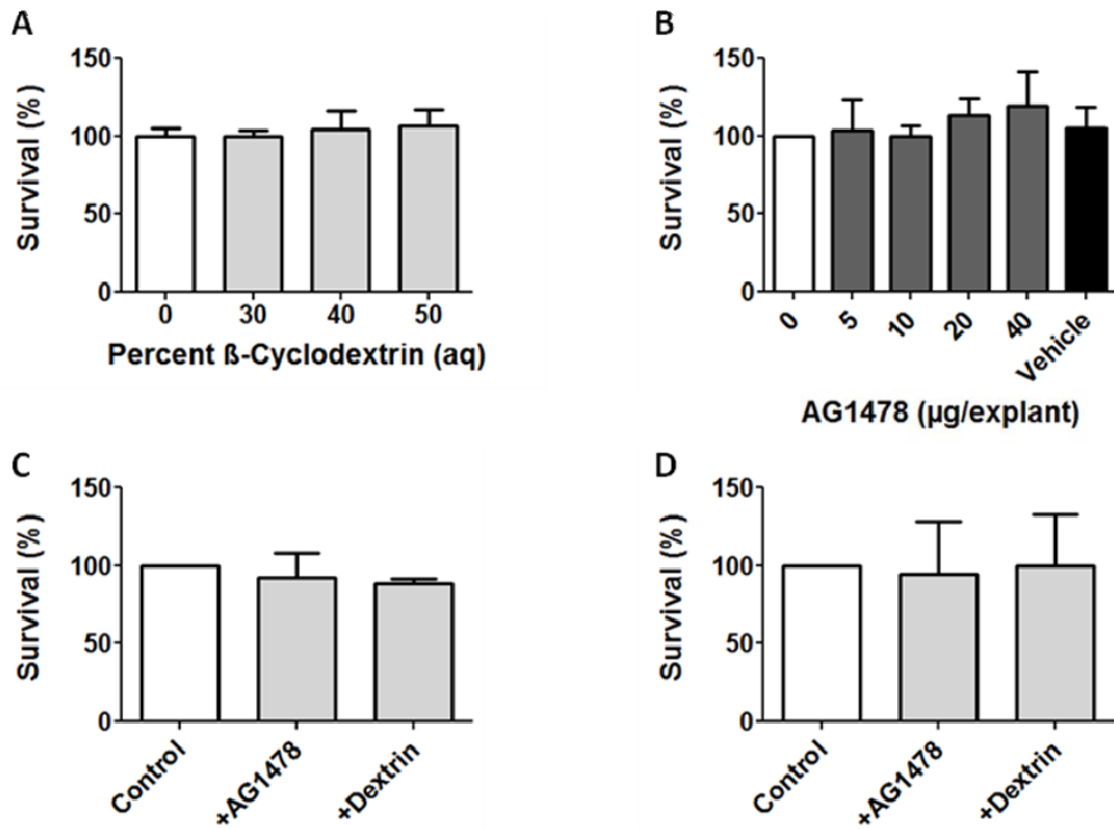 A
Survival (%)
150
100
50
0
0 30 40 50
Percent ß-Cyclodextrin (aq)
B
Survival (%)
150
100
50
0
0 5 10 20 40 Vehicle
AG1478 (µg/explant)
C
Survival (%)
150
100
50
0
Control +AG1478 +Dextrin
D
Survival (%)
150
100
50
0
Control +AG1478 +Dextrin